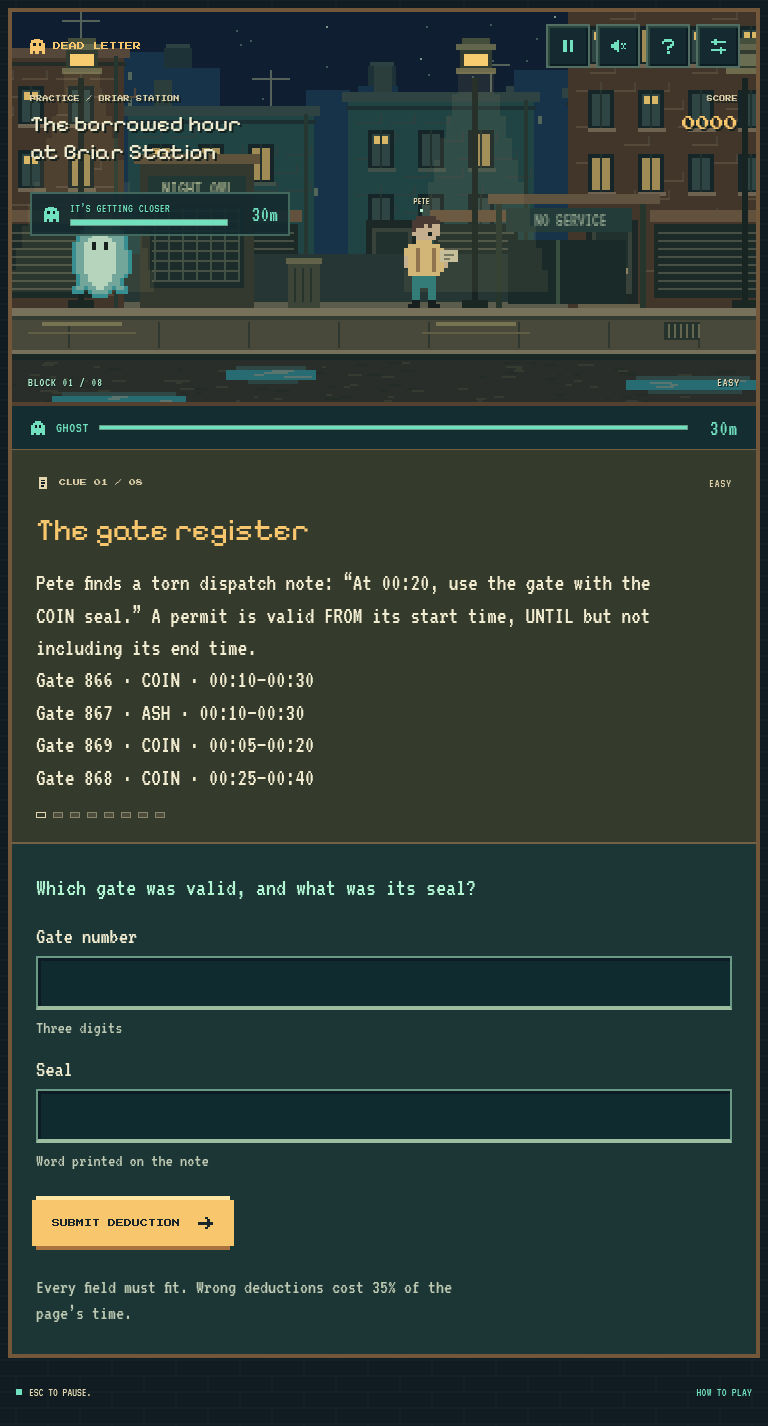 DEAD LETTER
PRACTICE / BRIAR STATION
The borrowed hour
at Briar Station
SCORE
0000
NIGHT OWL
IT'S GETTING CLOSER
30m
PETE
NO SERVICE
BLOCK 01 / 08
EASY
GHOST
30m
CLUE 01 / 08
EASY
The gate register
Pete finds a torn dispatch note: “At 00:20, use the gate with the
COIN seal.” A permit is valid FROM its start time, UNTIL but not
including its end time.
Gate 866 · COIN · 00:10–00:30
Gate 867 · ASH · 00:10–00:30
Gate 869 · COIN · 00:05–00:20
Gate 868 · COIN · 00:25–00:40
Which gate was valid, and what was its seal?
Gate number
Three digits
Seal
Word printed on the note
SUBMIT DEDUCTION
Every field must fit. Wrong deductions cost 35% of the
page’s time.
ESC TO PAUSE.
HOW TO PLAY